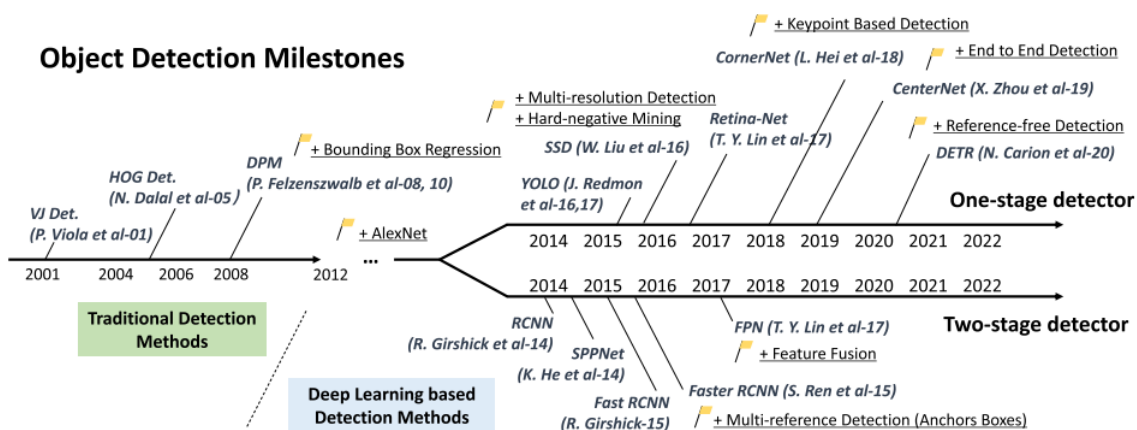 Object Detection Milestones
+ Keypoint Based Detection
CornerNet (L. Hei et al-18)
+ End to End Detection
CenterNet (X. Zhou et al-19)
+ Multi-resolution Detection
+ Hard-negative Mining
SSD (W. Liu et al-16)
Retina-Net
(T. Y. Lin et al-17)
+ Reference-free Detection
DETR (N. Carion et al-20)
+ Bounding Box Regression
DPM
(P. Felzenszwalb et al-08, 10)
HOG Det.
(N. Dalal et al-05)
VJ Det.
(P. Viola et al-01)
YOLO (J. Redmon
et al-16,17)
+ AlexNet
One-stage detector
2014 2015 2016 2017 2018 2019 2020 2021 2022
2001 2004 2006 2008 2012 ...
2014 2015 2016 2017 2018 2019 2020 2021 2022
Two-stage detector
Traditional Detection
Methods
Deep Learning based
Detection Methods
RCNN
(R. Girshick et al-14)
SPPNet
(K. He et al-14)
Fast RCNN
(R. Girshick-15)
Faster RCNN (S. Ren et al-15)
+ Multi-reference Detection (Anchors Boxes)
FPN (T. Y. Lin et al-17)
+ Feature Fusion